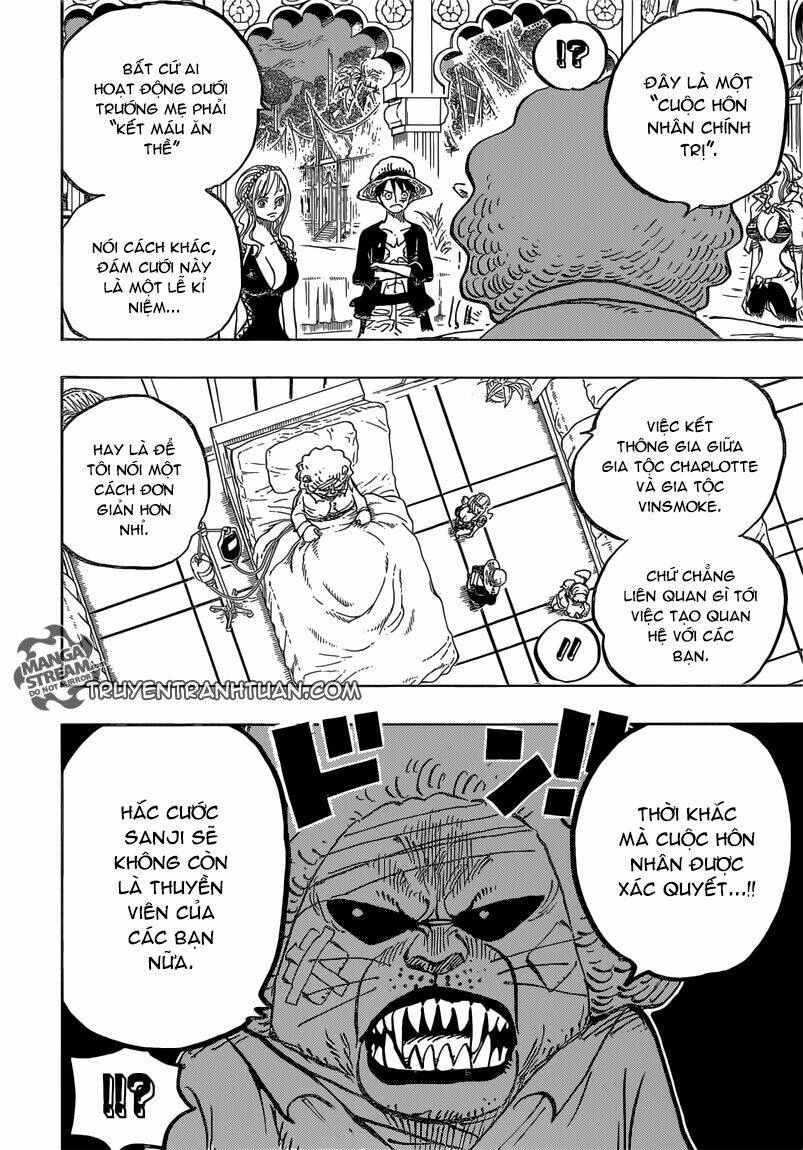 !?
ĐÂY LÀ MỘT
"CUỘC HÔN
NHÂN CHÍNH
TRỊ".
BẤT CỨ AI
HOẠT ĐỘNG DƯỚI
TRƯỚNG MẸ PHẢI
"KẾT MÁU ĂN
THỀ"
NÓI CÁCH KHÁC,
ĐÁM CƯỚI NÀY
LÀ MỘT LỄ KỈ
NIỆM...
VIỆC KẾT
THÔNG GIA GIỮA
GIA TỘC CHARLOTTE
VÀ GIA TỘC
VINSMOKE.
CHỨ CHẲNG
LIÊN QUAN GÌ TỚI
VIỆC TẠO QUAN
HỆ VỚI CÁC
BẠN.
!!
HAY LÀ ĐỂ
TÔI NÓI MỘT
CÁCH ĐƠN
GIẢN HƠN
NHỈ.
MANGA
STREAM.com
DO NOT MIRROR
TRUYENTRANHTUAN.COM
ドン!!
THỜI KHẮC
MÀ CUỘC HÔN
NHÂN ĐƯỢC
XÁC QUYẾT...!!
HẮC CƯỚC
SANJI SẼ
KHÔNG CÒN
LÀ THUYỀN
VIÊN CỦA
CÁC BẠN
NỮA.
!!?